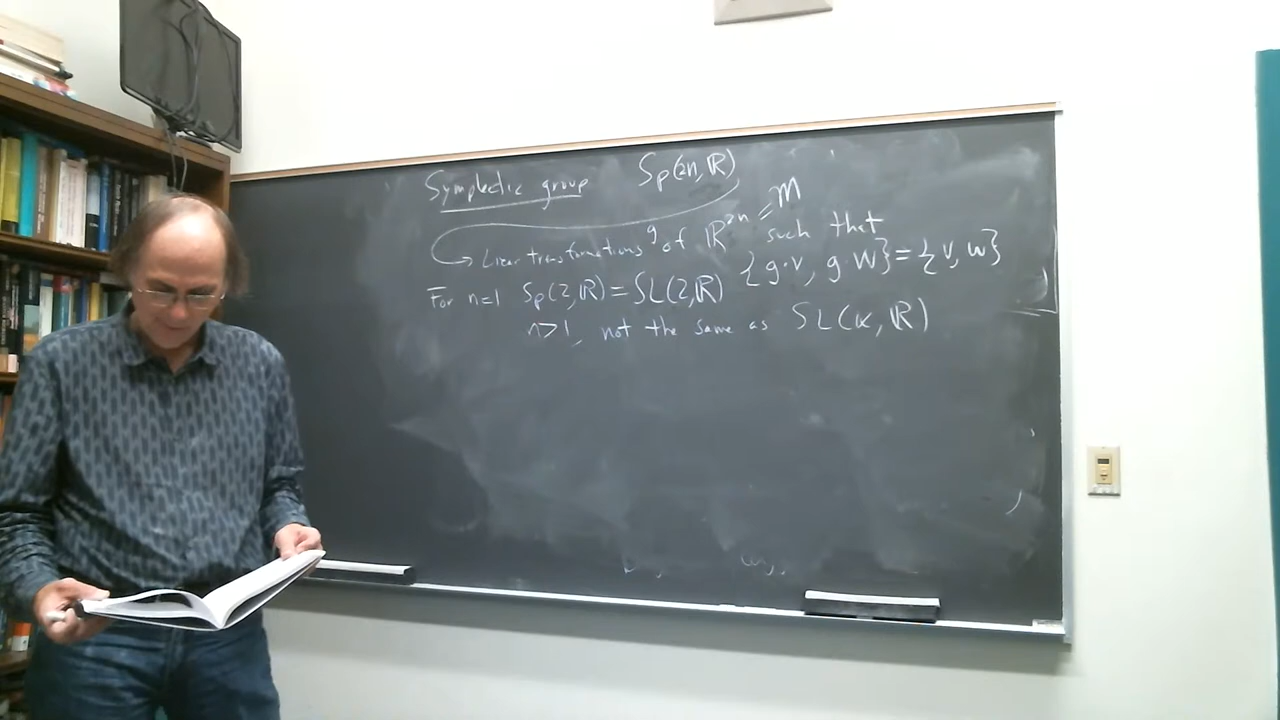 Symplectic group Sp(2n, ℝ)
Linear transformations g of ℝ²ⁿ = M such that
{g·v, g·w} = {v, w}
For n=1 Sp(2,ℝ) = SL(2,ℝ)
n>1, not the same as SL(k, ℝ)